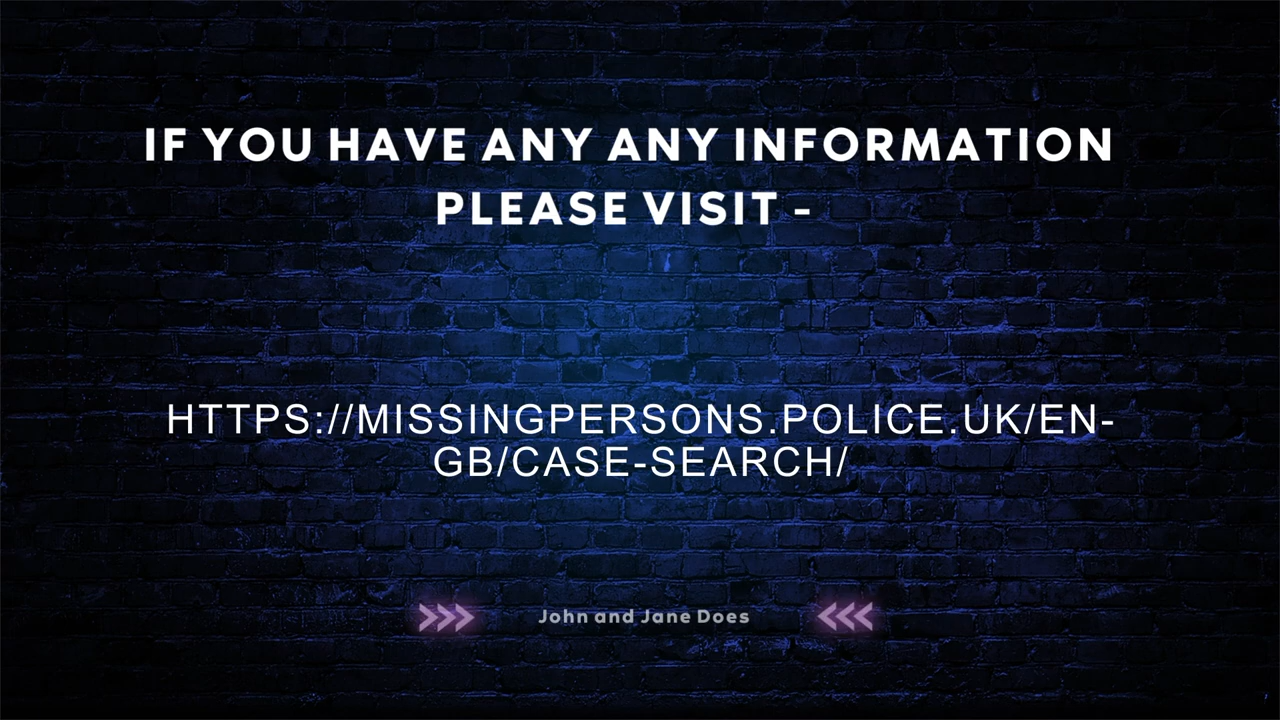 IF YOU HAVE ANY ANY INFORMATION
PLEASE VISIT -
HTTPS://MISSINGPERSONS.POLICE.UK/EN-
GB/CASE-SEARCH/
John and Jane Does